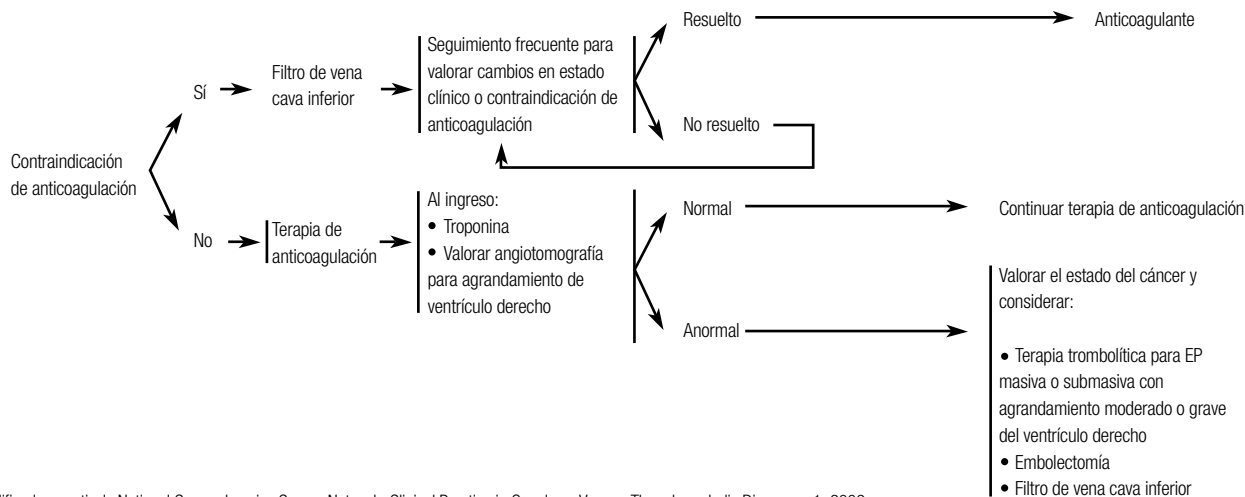 Contraindicación
de anticoagulación
Sí
Filtro de vena
cava inferior
Seguimiento frecuente para
valorar cambios en estado
clínico o contraindicación de
anticoagulación
Resuelto
Anticoagulante
No resuelto
No
Terapia de
anticoagulación
Al ingreso:
• Troponina
• Valorar angiotomografía
para agrandamiento de
ventrículo derecho
Normal
Continuar terapia de anticoagulación
Anormal
Valorar el estado del cáncer y
considerar:
• Terapia trombolítica para EP
masiva o submasiva con
agrandamiento moderado o grave
del ventrículo derecho
• Embolectomía
• Filtro de vena cava inferior